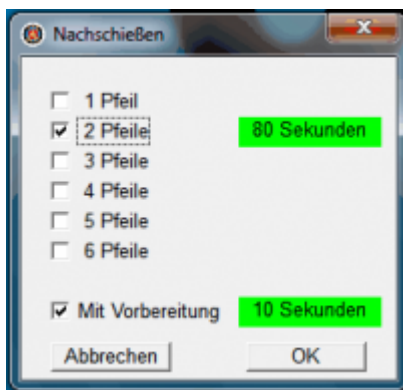 Nachschießen
1 Pfeil
2 Pfeile 80 Sekunden
3 Pfeile
4 Pfeile
5 Pfeile
6 Pfeile
Mit Vorbereitung 10 Sekunden
Abbrechen OK